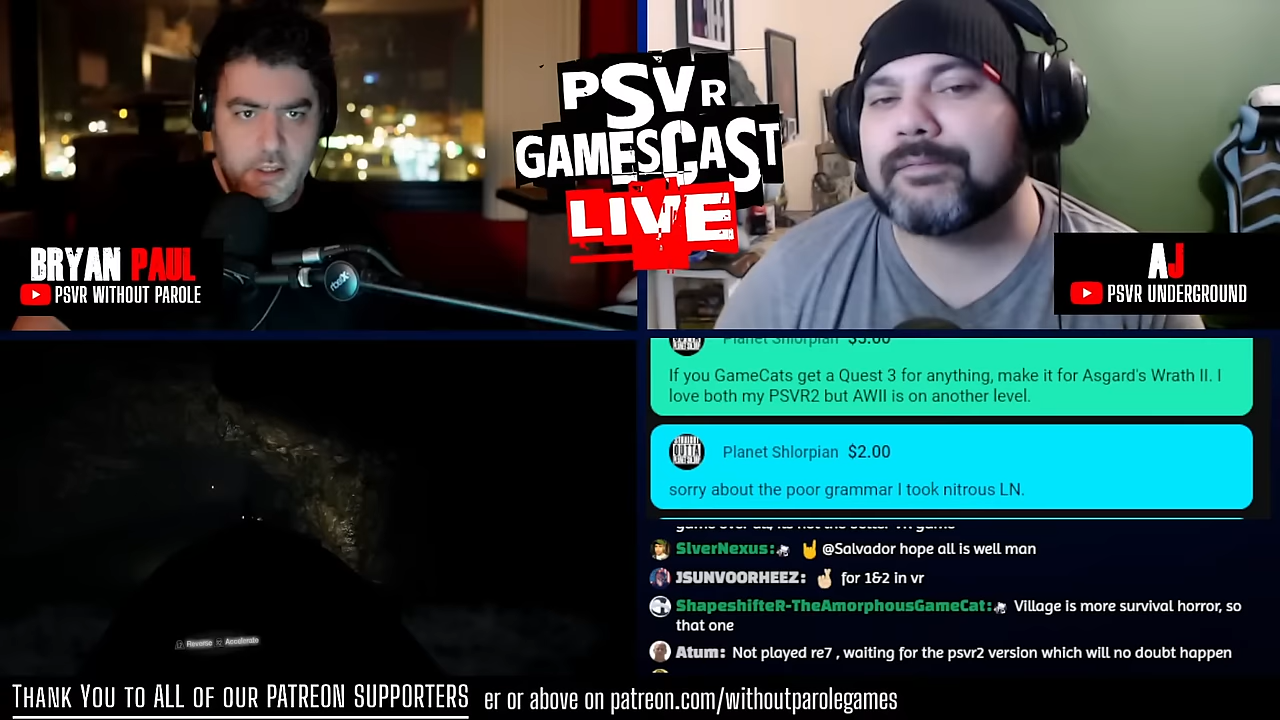 PSVR
GAMESCAST
LIVE
BRYAN PAUL
PSVR WITHOUT PAROLE
AJ
PSVR UNDERGROUND
Planet Shlorpian $5.00
If you GameCats get a Quest 3 for anything, make it for Asgard's Wrath II. I
love both my PSVR2 but AWII is on another level.
Planet Shlorpian $2.00
sorry about the poor grammar I took nitrous LN.
SlverNexus: 🤘 @Salvador hope all is well man
JSUNVOORHEEZ: 🤞🏻 for 1&2 in vr
ShapeshifteR-TheAmorphousGameCat: Village is more survival horror, so
that one
Atum: Not played re7 , waiting for the psvr2 version which will no doubt happen
Reverse Accelerate
THANK YOU TO ALL OF OUR PATREON SUPPORTERS er or above on patreon.com/withoutparolegames